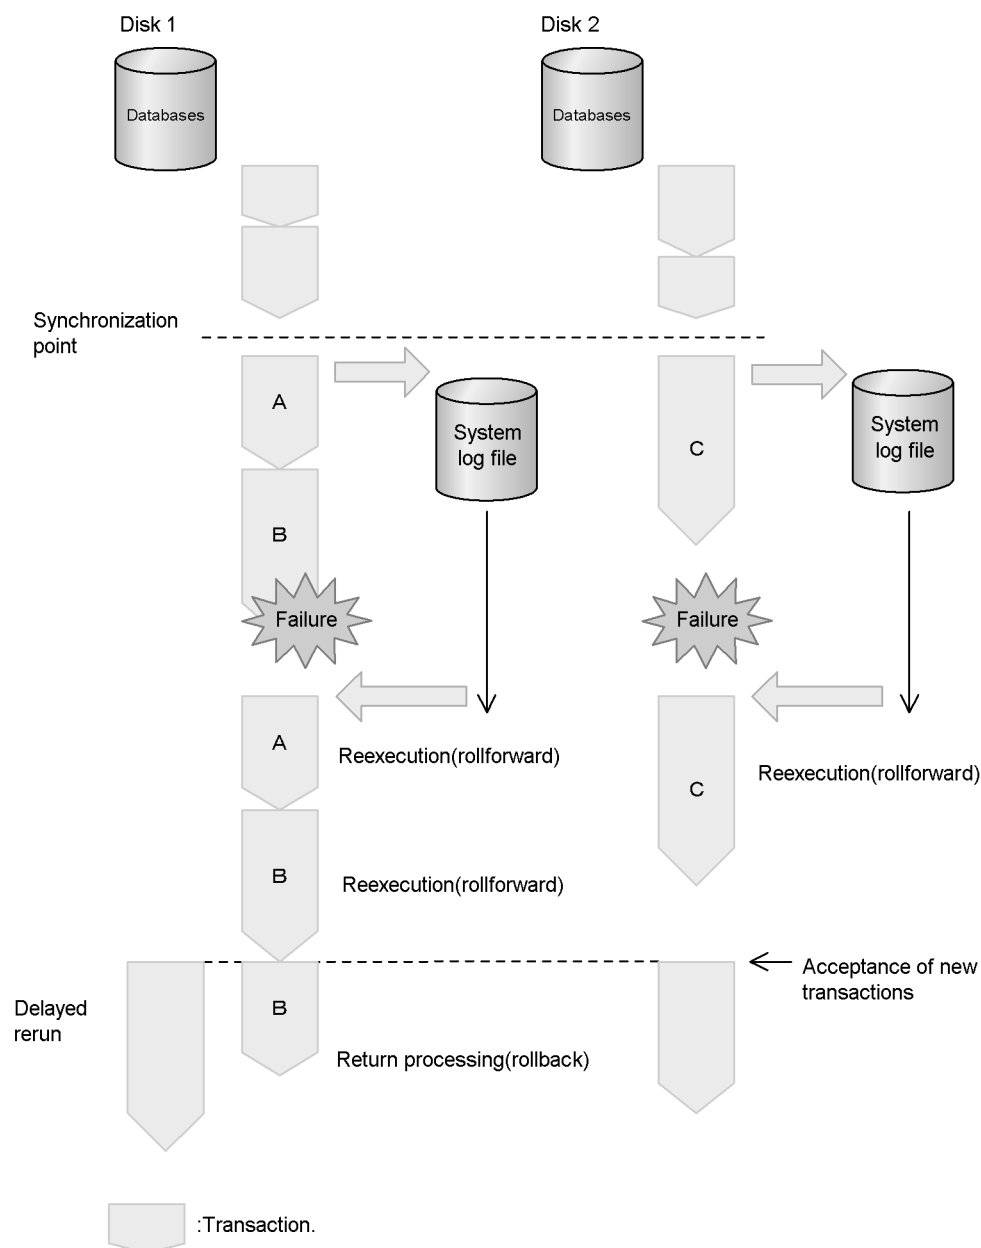 Disk 1
Disk 2
Databases
Databases
Synchronization
point
A
System
log file
C
System
log file
B
Failure
Failure
A
Reexecution(rollforward)
C
Reexecution(rollforward)
B
Reexecution(rollforward)
Acceptance of new
transactions
Delayed
rerun
B
Return processing(rollback)
:Transaction.